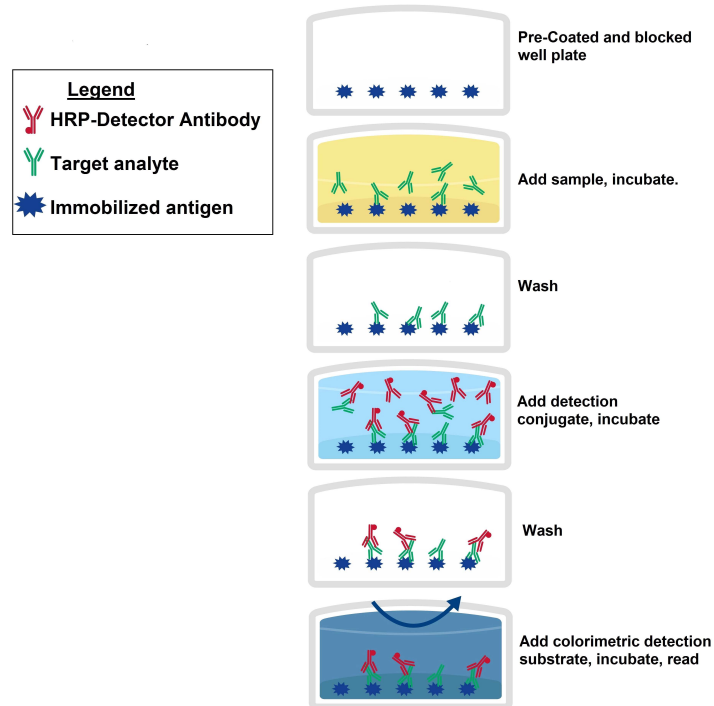 Legend
HRP-Detector Antibody
Target analyte
Immobilized antigen
Pre-Coated and blocked
well plate
Add sample, incubate.
Wash
Add detection
conjugate, incubate
Wash
Add colorimetric detection
substrate, incubate, read